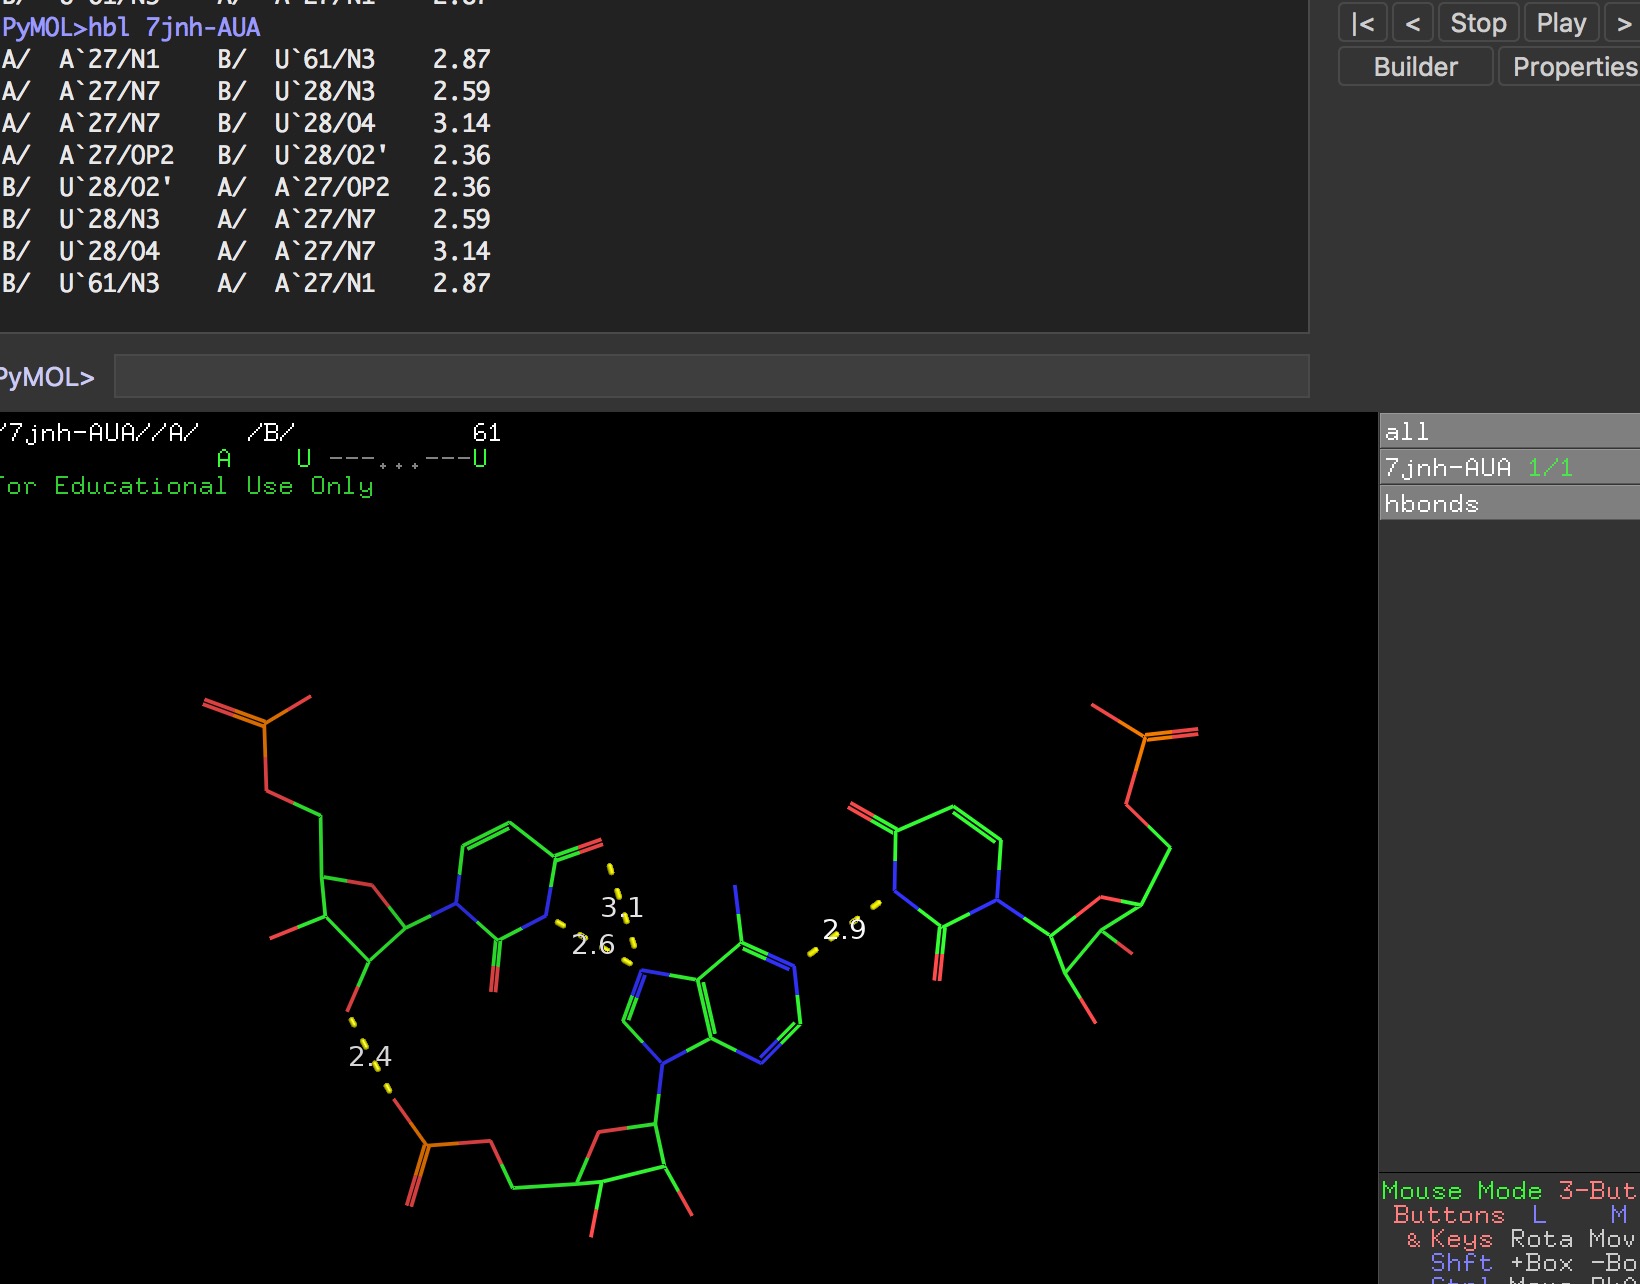 PyMOL>hbl 7jnh-AUA
A/ A`27/N1 B/ U`61/N3 2.87
A/ A`27/N7 B/ U`28/N3 2.59
A/ A`27/N7 B/ U`28/O4 3.14
A/ A`27/OP2 B/ U`28/O2' 2.36
B/ U`28/O2' A/ A`27/OP2 2.36
B/ U`28/N3 A/ A`27/N7 2.59
B/ U`28/O4 A/ A`27/N7 3.14
B/ U`61/N3 A/ A`27/N1 2.87
|< < Stop Play >
Builder Properties
PyMOL>
/7jnh-AUA//A/ /B/ 61
A U ---...---U
For Educational Use Only
3.1
2.6
2.9
2.4
all
7jnh-AUA 1/1
hbonds
Mouse Mode 3-But
Buttons L M
& Keys Rota Mov
Shft +Box -Bo